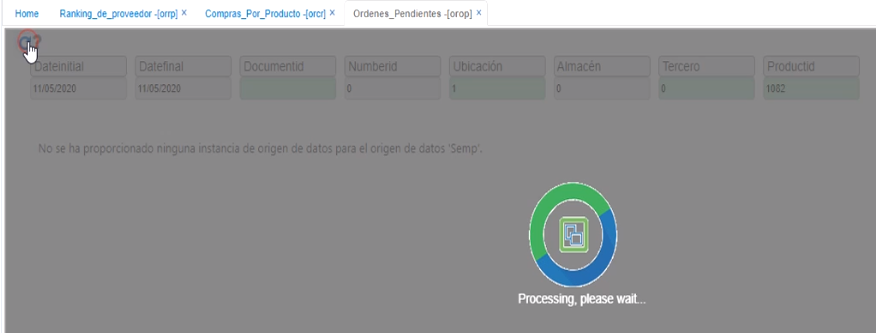 Home Ranking_de_proveedor -[orrp] × Compras_Por_Producto -[orcr] × Ordenes_Pendientes -[orop] ×
?
Dateinitial Datefinal Documentid Numberid Ubicación Almacén Tercero Productid
11/05/2020 11/05/2020 0 1 0 0 1082
No se ha proporcionado ninguna instancia de origen de datos para el origen de datos 'Semp'.
Processing, please wait...